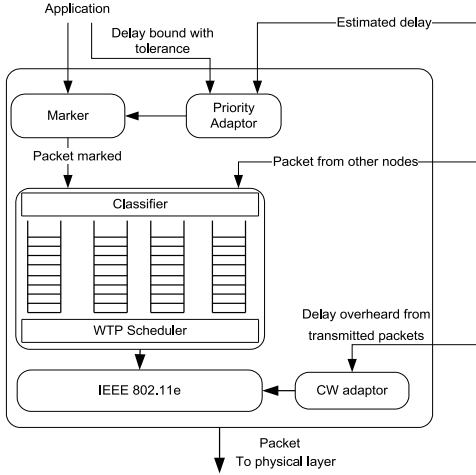 Application
Estimated delay
Delay bound with
tolerance
Marker
Priority
Adaptor
Packet marked
Packet from other nodes
Classifier
WTP Scheduler
Delay overheard from
transmitted packets
IEEE 802.11e
CW adaptor
Packet
To physical layer